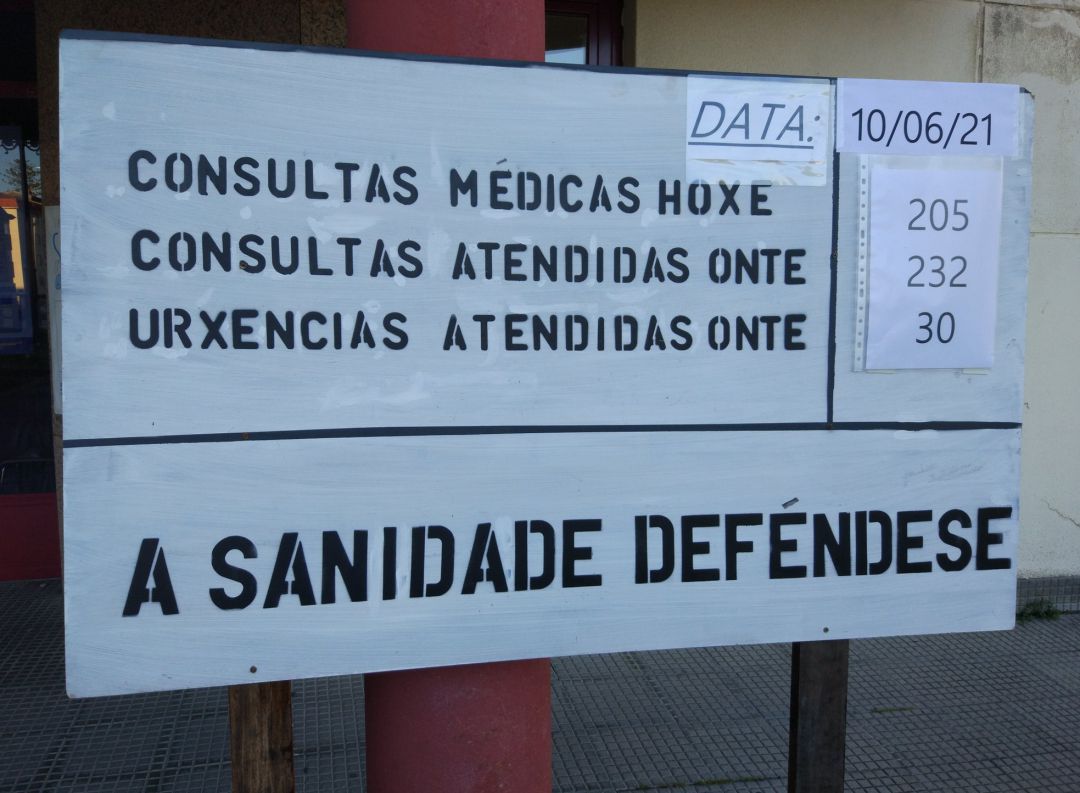 DATA: 10/06/21
CONSULTAS MÉDICAS HOXE 205
CONSULTAS ATENDIDAS ONTE 232
URXENCIAS ATENDIDAS ONTE 30
A SANIDADE DEFÉNDESE